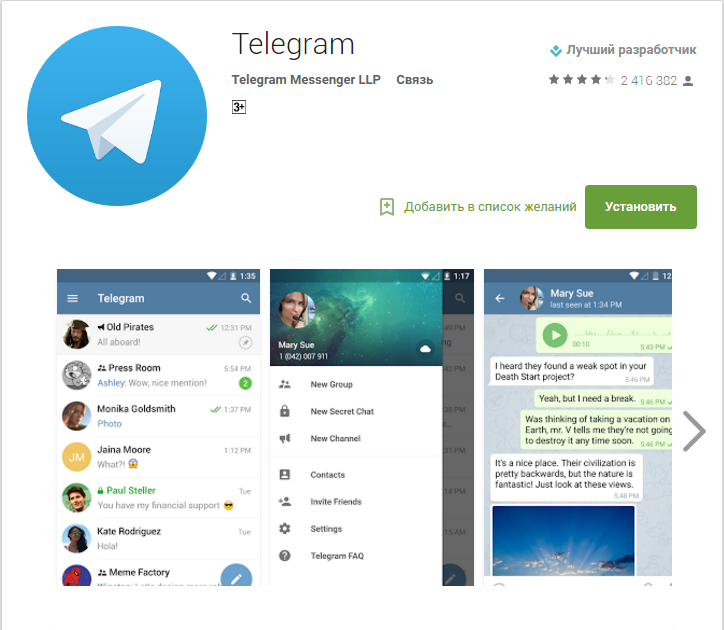 Telegram
Лучший разработчик
Telegram Messenger LLP Связь
2 416 382
3+
Добавить в список желаний
Установить
1:35
Telegram
Old Pirates 12:31 PM
All aboard!
Press Room 5:54 PM
Ashley: Wow, nice mention! 2
Monika Goldsmith 1:37 PM
Photo
JM
Jaina Moore 1:12 PM
What?! 😱
Paul Steller Tue
You have my financial support 😎
Kate Rodriguez Tue
Hola!
Meme Factory
1:17
Mary Sue
1 (042) 007 911
New Group
New Secret Chat
New Channel
Contacts
Invite Friends
Settings
Telegram FAQ
12
Mary Sue
last seen at 1:34 PM
00:10
5:43 PM
I heard they found a weak spot in your
Death Start project?
5:46 PM
Yeah, but I need a break. 5:46 PM
Was thinking of taking a vacation on
Earth, mr. V tells me they're not going
to destroy it any time soon. 5:46 PM
It's a nice place. Their civilization is
pretty backwards, but the nature is
fantastic! Just look at these views.
5:48 PM